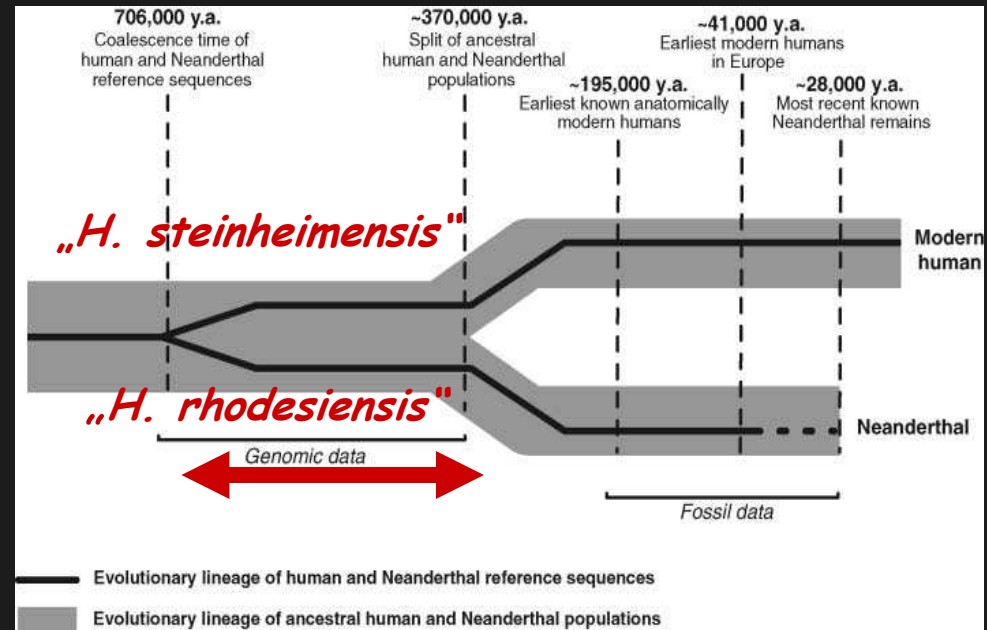 706,000 y.a.
Coalescence time of
human and Neanderthal
reference sequences
~370,000 y.a.
Split of ancestral
human and Neanderthal
populations
~195,000 y.a.
Earliest known anatomically
modern humans
~41,000 y.a.
Earliest modern humans
in Europe
~28,000 y.a.
Most recent known
Neanderthal remains
„H. steinheimensis“
Modern
human
„H. rhodesiensis“
Neanderthal
Genomic data
Fossil data
Evolutionary lineage of human and Neanderthal reference sequences
Evolutionary lineage of ancestral human and Neanderthal populations